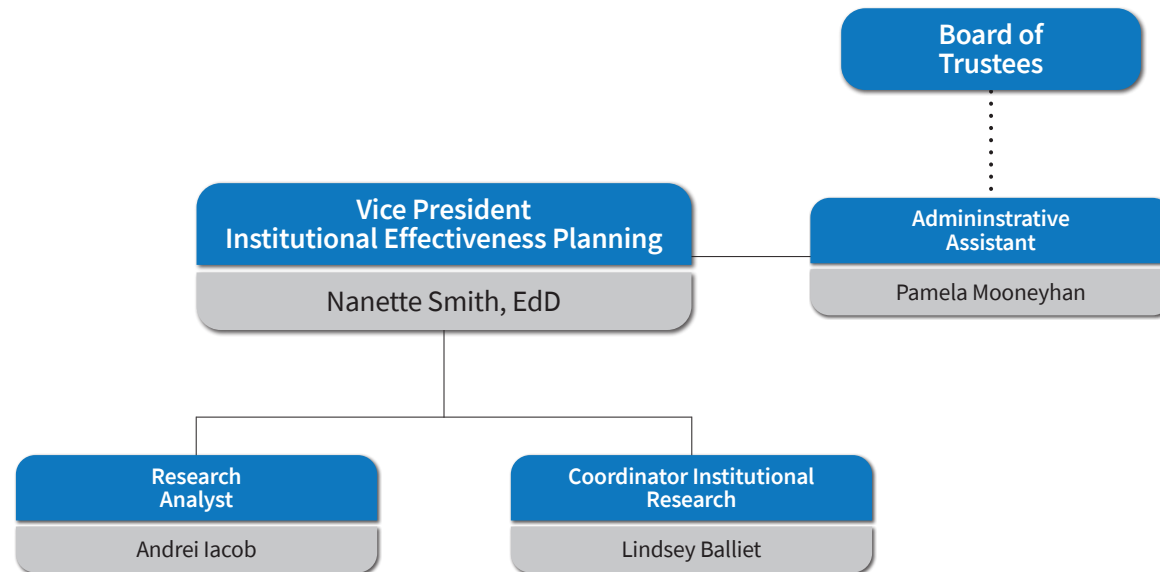 Board of
Trustees
Vice President
Institutional Effectiveness Planning
Nanette Smith, EdD
Admininstrative
Assistant
Pamela Mooneyhan
Research
Analyst
Andrei Iacob
Coordinator Institutional
Research
Lindsey Balliet